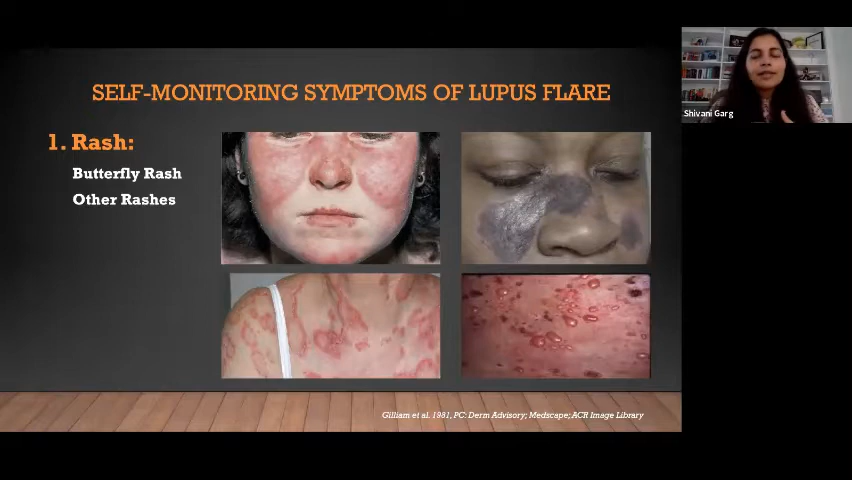 SELF-MONITORING SYMPTOMS OF LUPUS FLARE
1. Rash:
Butterfly Rash
Other Rashes
Gilliam et al. 1981, PC: Derm Advisory; Medscape; ACR Image Library
Shivani Garg